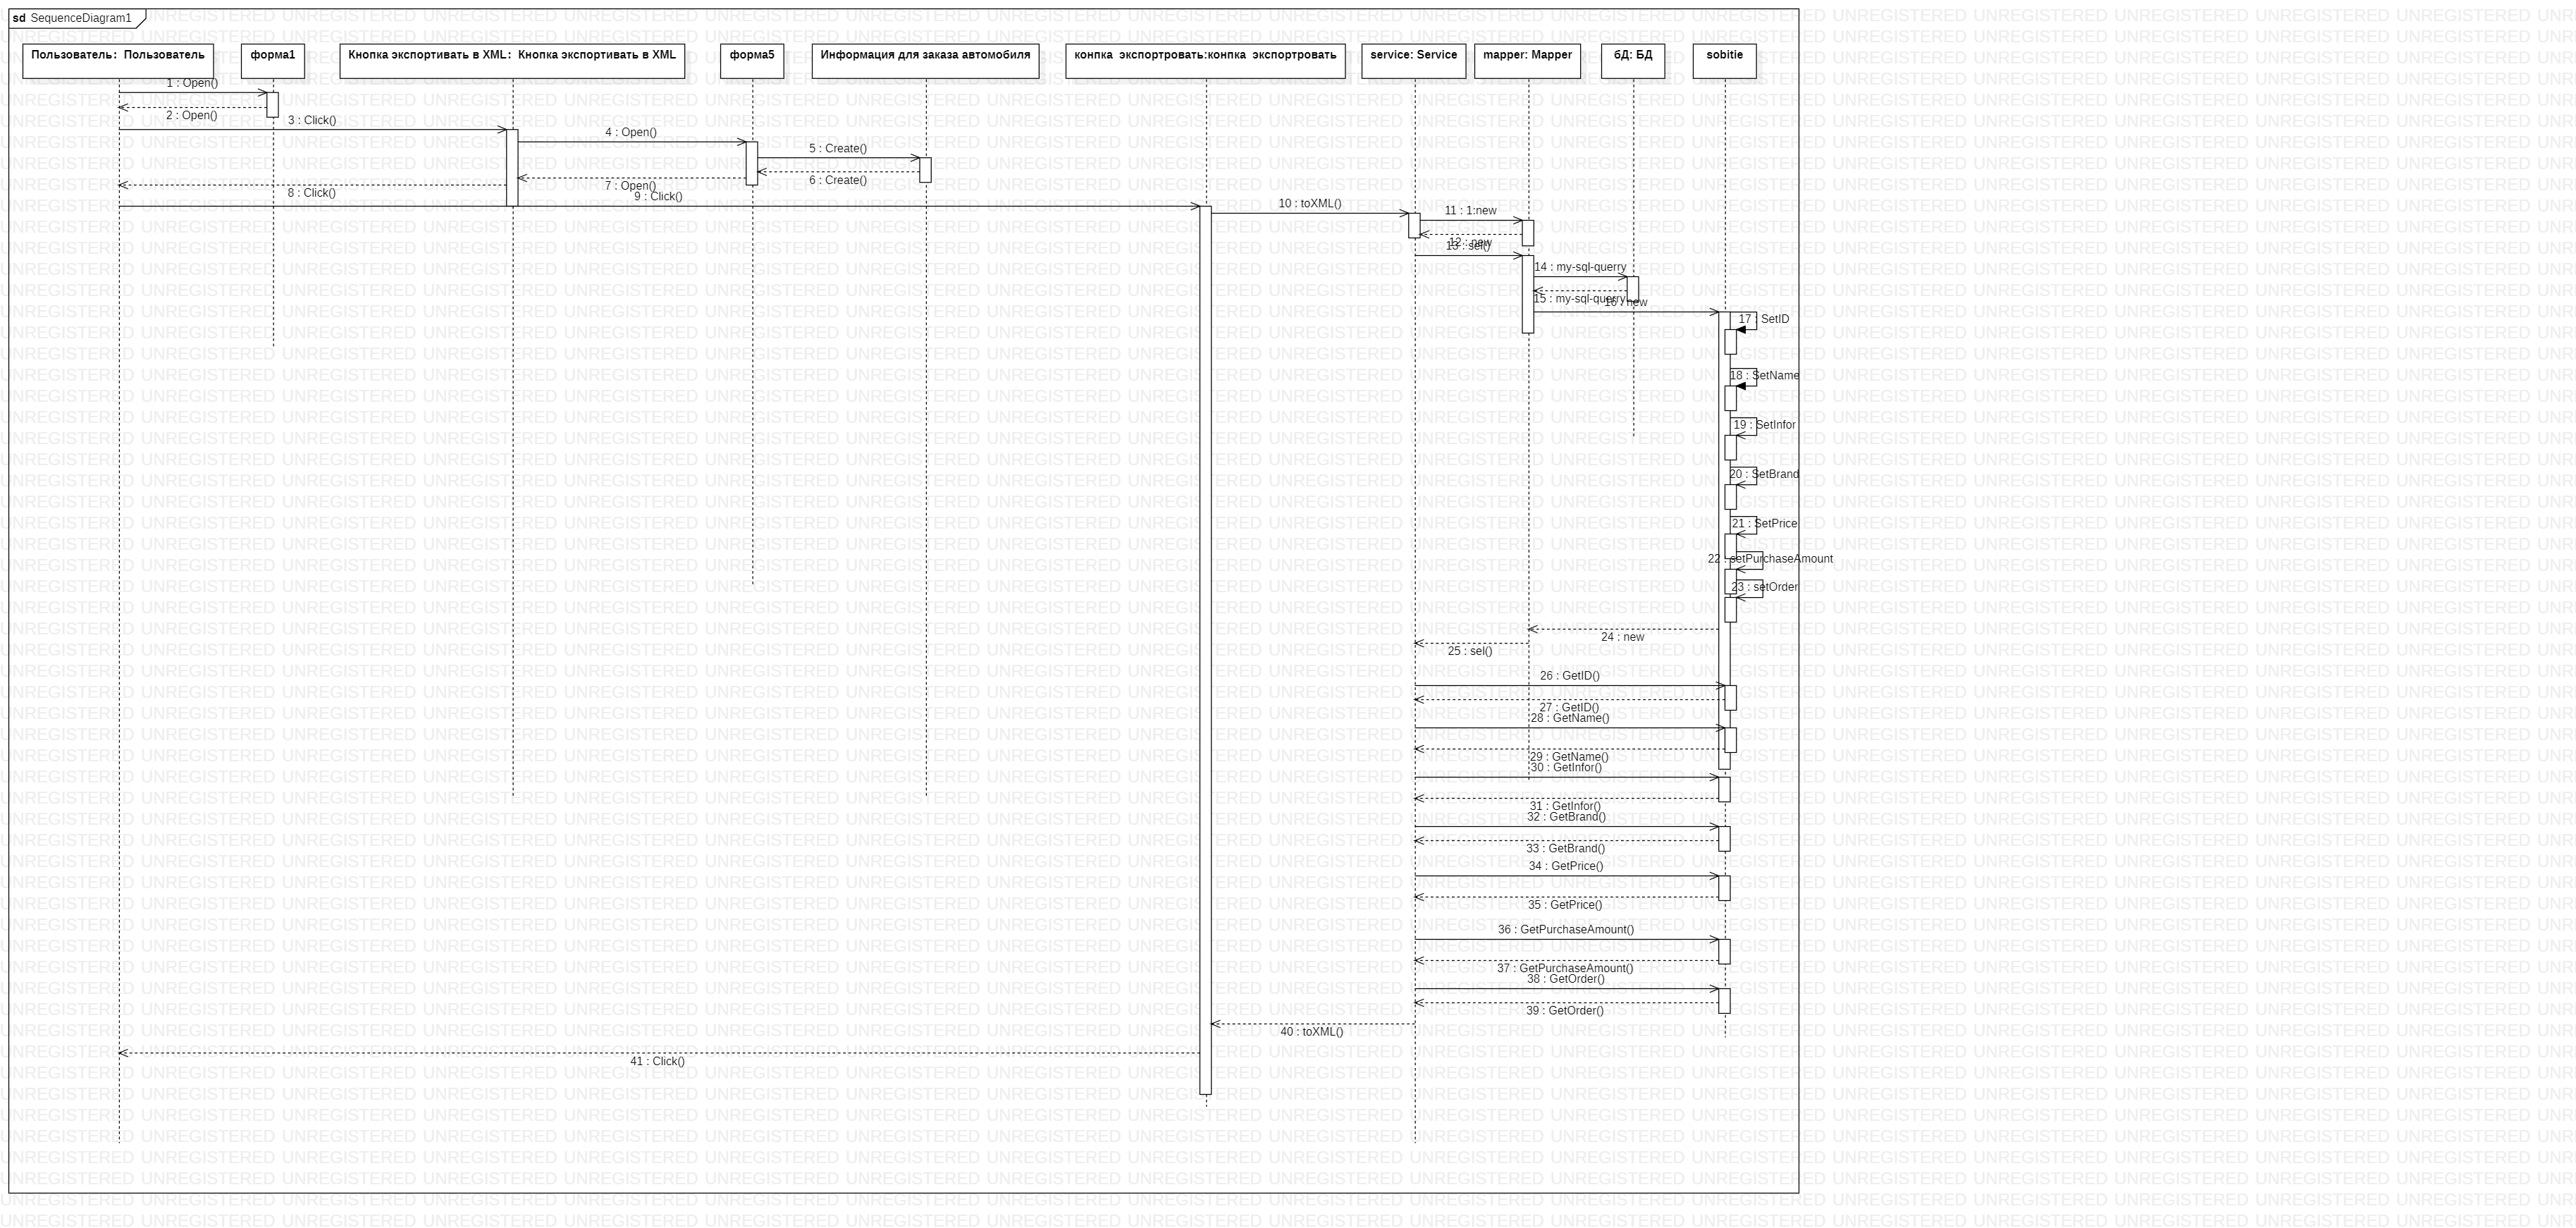 sd SequenceDiagram1
Пользователь: Пользователь
форма1
Кнопка экспортивать в XML: Кнопка экспортивать в XML
форма5
Информация для заказа автомобиля
конпка экспортровать:конпка экспортровать
service: Service
mapper: Mapper
бД: БД
sobitie
1 : Open()
2 : Open()
3 : Click()
4 : Open()
5 : Create()
6 : Create()
7 : Open()
8 : Click()
9 : Click()
10 : toXML()
11 : 1:new
12 : new
13 : sel()
14 : my-sql-querry
15 : my-sql-querry
16 : new
17 : SetID
18 : SetName
19 : SetInfor
20 : SetBrand
21 : SetPrice
22 : setPurchaseAmount
23 : setOrder
24 : new
25 : sel()
26 : GetID()
27 : GetID()
28 : GetName()
29 : GetName()
30 : GetInfor()
31 : GetInfor()
32 : GetBrand()
33 : GetBrand()
34 : GetPrice()
35 : GetPrice()
36 : GetPurchaseAmount()
37 : GetPurchaseAmount()
38 : GetOrder()
39 : GetOrder()
40 : toXML()
41 : Click()
UNREGISTERED